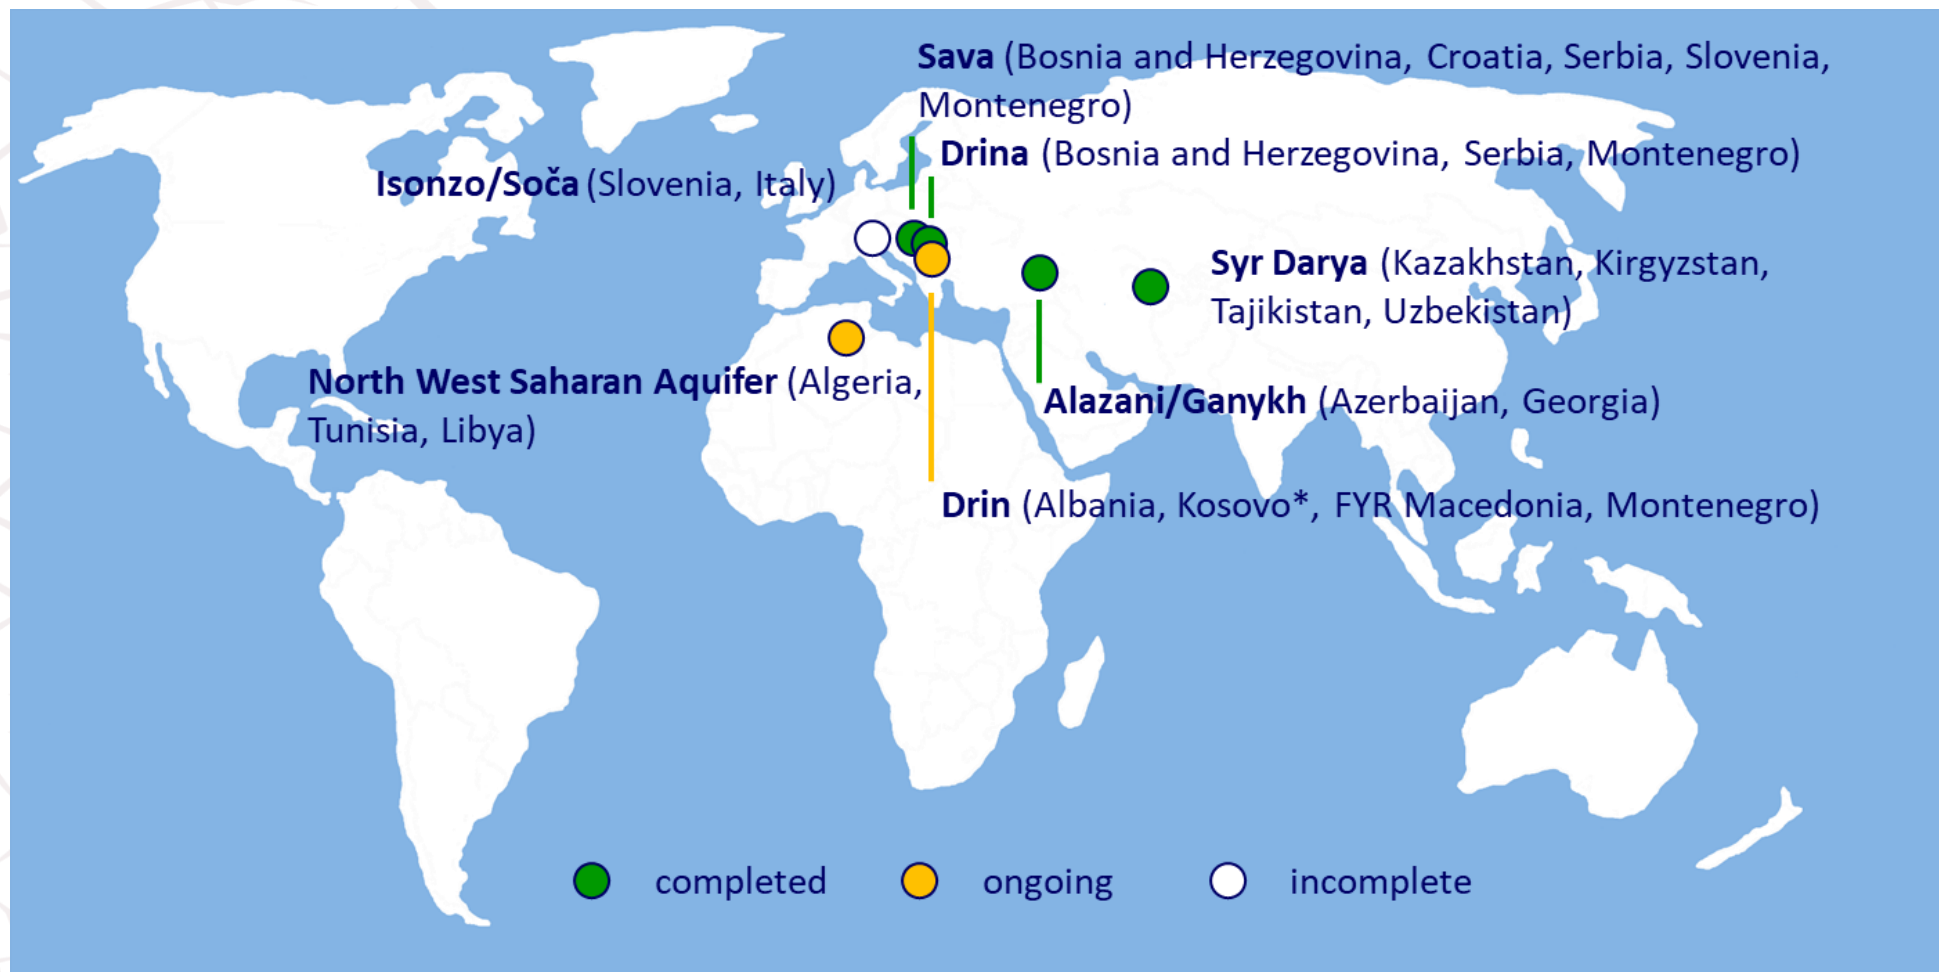 Sava (Bosnia and Herzegovina, Croatia, Serbia, Slovenia,
Montenegro)
Drina (Bosnia and Herzegovina, Serbia, Montenegro)
Isonzo/Soča (Slovenia, Italy)
Syr Darya (Kazakhstan, Kirgyzstan,
Tajikistan, Uzbekistan)
North West Saharan Aquifer (Algeria,
Tunisia, Libya)
Alazani/Ganykh (Azerbaijan, Georgia)
Drin (Albania, Kosovo*, FYR Macedonia, Montenegro)
completed ongoing incomplete